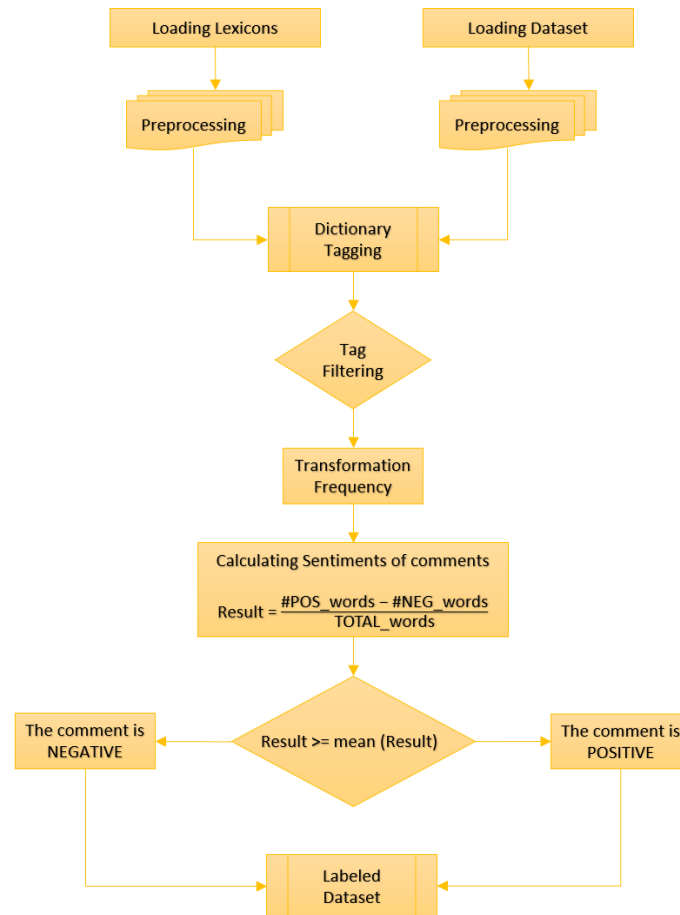 Loading Lexicons
Loading Dataset
Preprocessing
Preprocessing
Dictionary
Tagging
Tag
Filtering
Transformation
Frequency
Calculating Sentiments of comments
#POS_words – #NEG_words
Result =
TOTAL_words
The comment is
NEGATIVE
Result >= mean (Result)
The comment is
POSITIVE
Labeled
Dataset